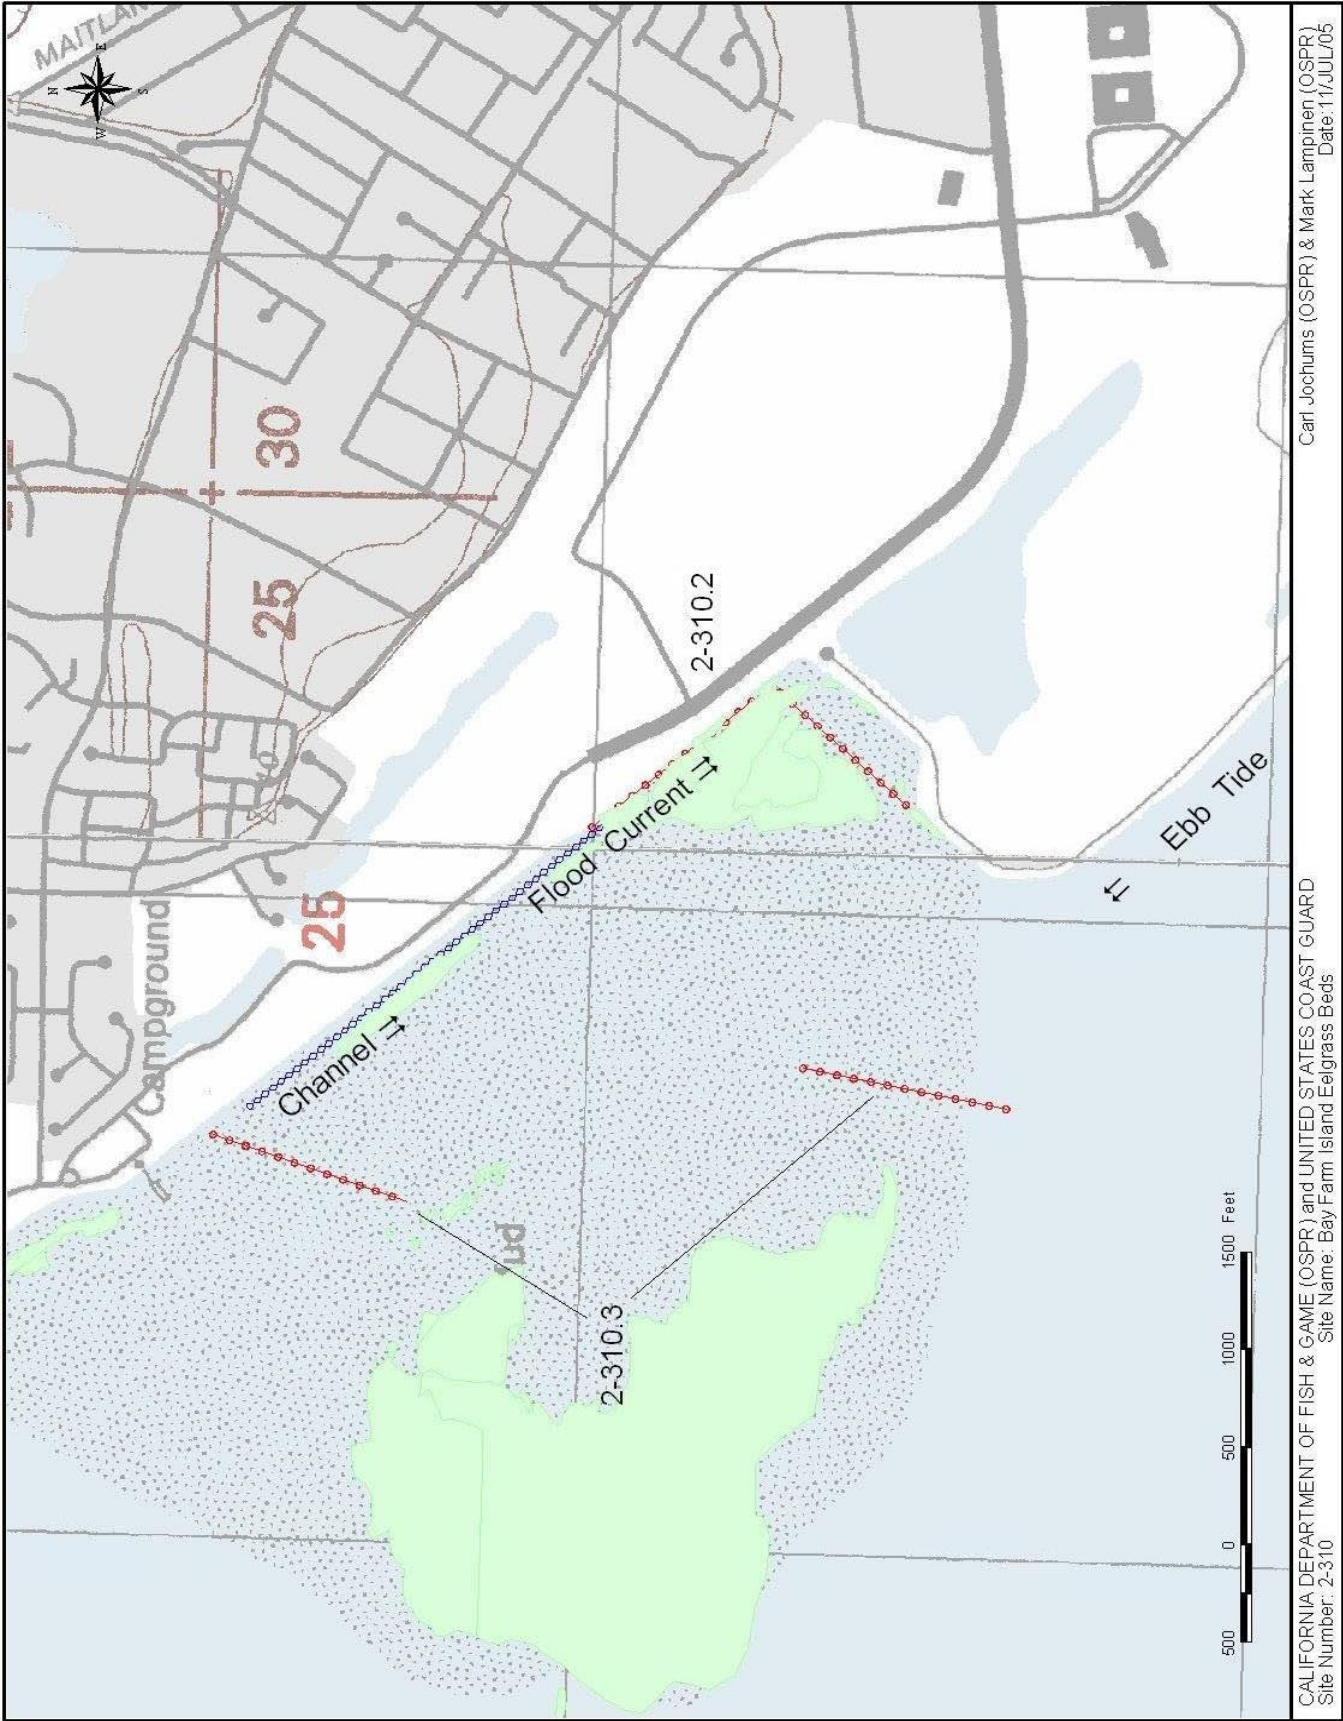 MAITLAN
N
E
S
W
30
25
25
Campground
2-310.2
Flood Current
Channel
Ebb Tide
2-310.3
500 0 500 1000 1500 Feet
CALIFORNIA DEPARTMENT OF FISH & GAME (OSPR) and UNITED STATES COAST GUARD
Site Number: 2-310 Site Name: Bay Farm Island Eelgrass Beds
Carl Jochums (OSPR) & Mark Lampinen (OSPR)
Date:11/JUL/05